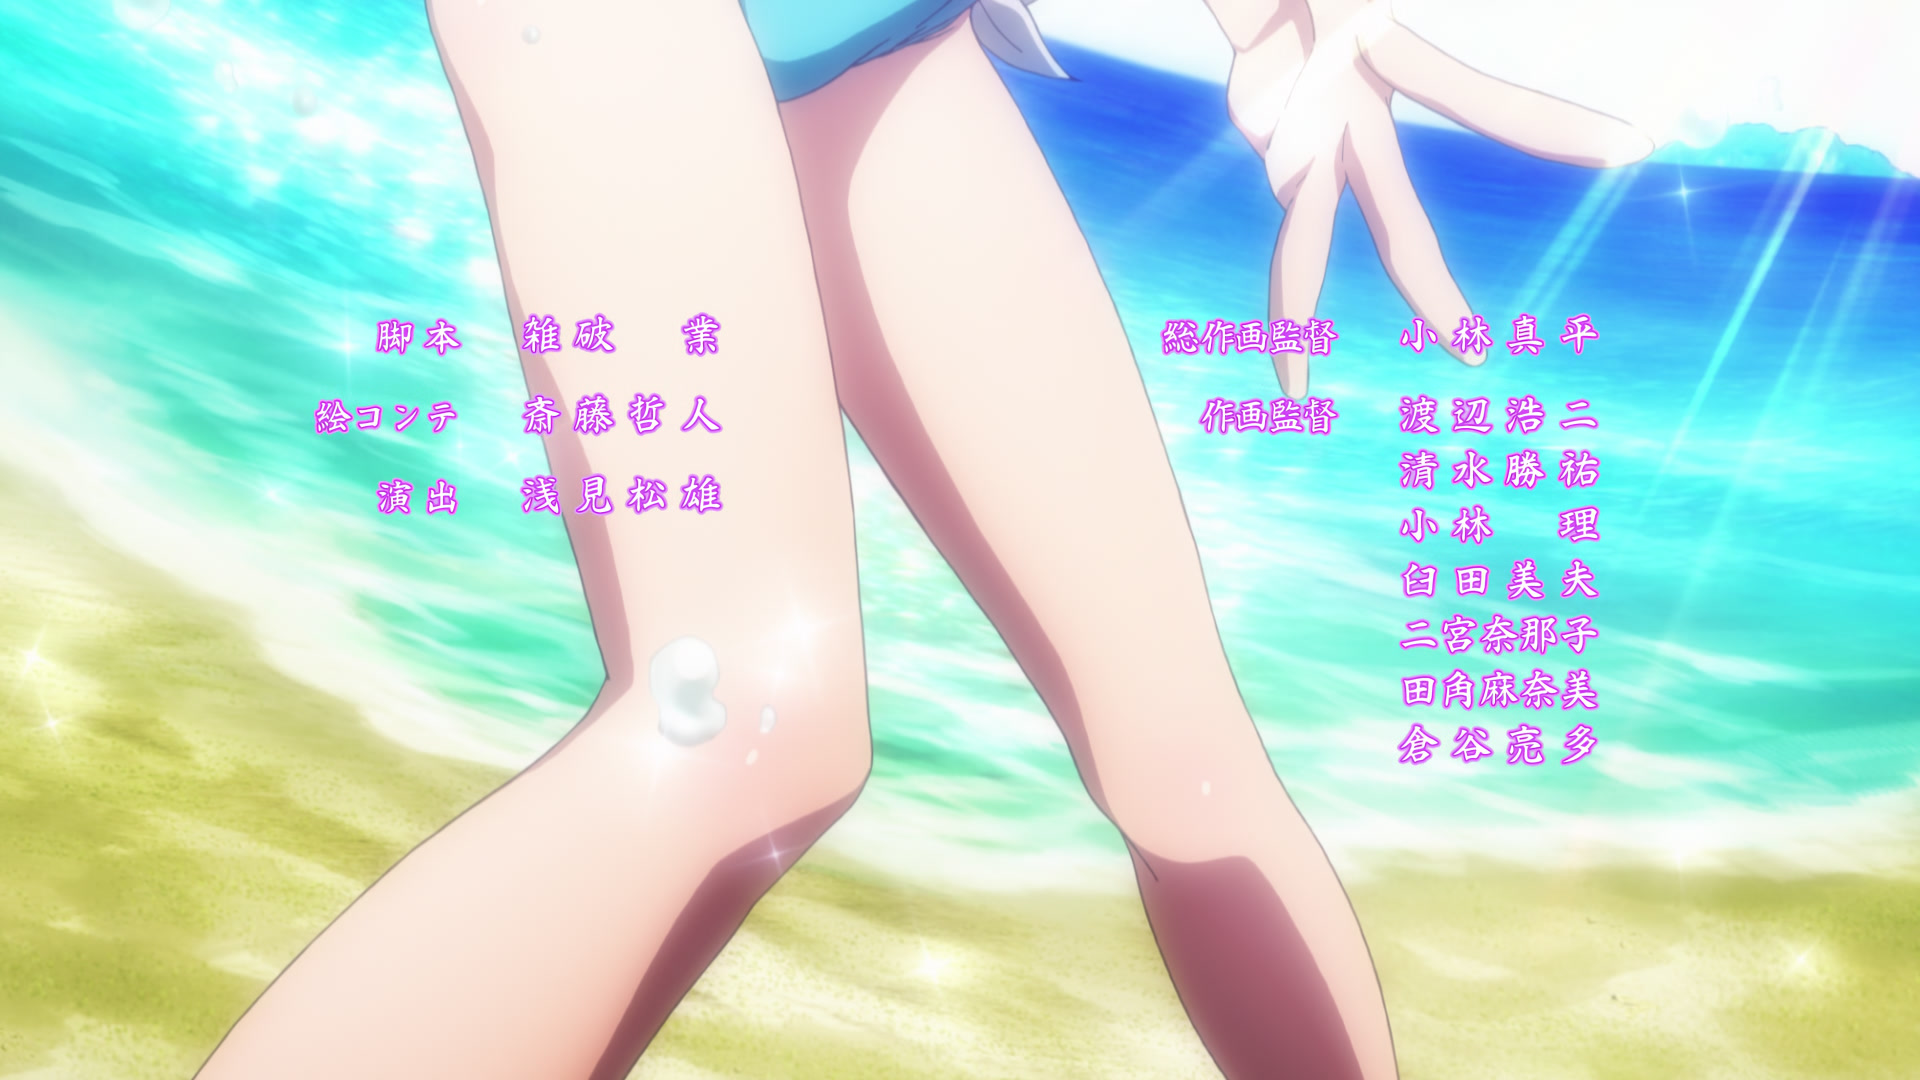 脚本 雑破 業
絵コンテ 斎藤哲人
演出 浅見松雄
総作画監督 小林真平
作画監督 渡辺浩二
清水勝祐
小林 理
臼田美夫
二宮奈那子
田角麻奈美
倉谷亮多